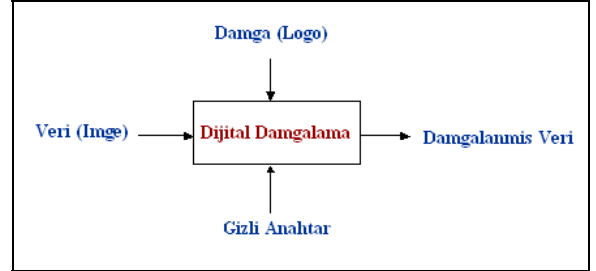 Damga (Logo)
Veri (Imge)
Dijital Damgalama
Damgalanmis Veri
Gizli Anahtar